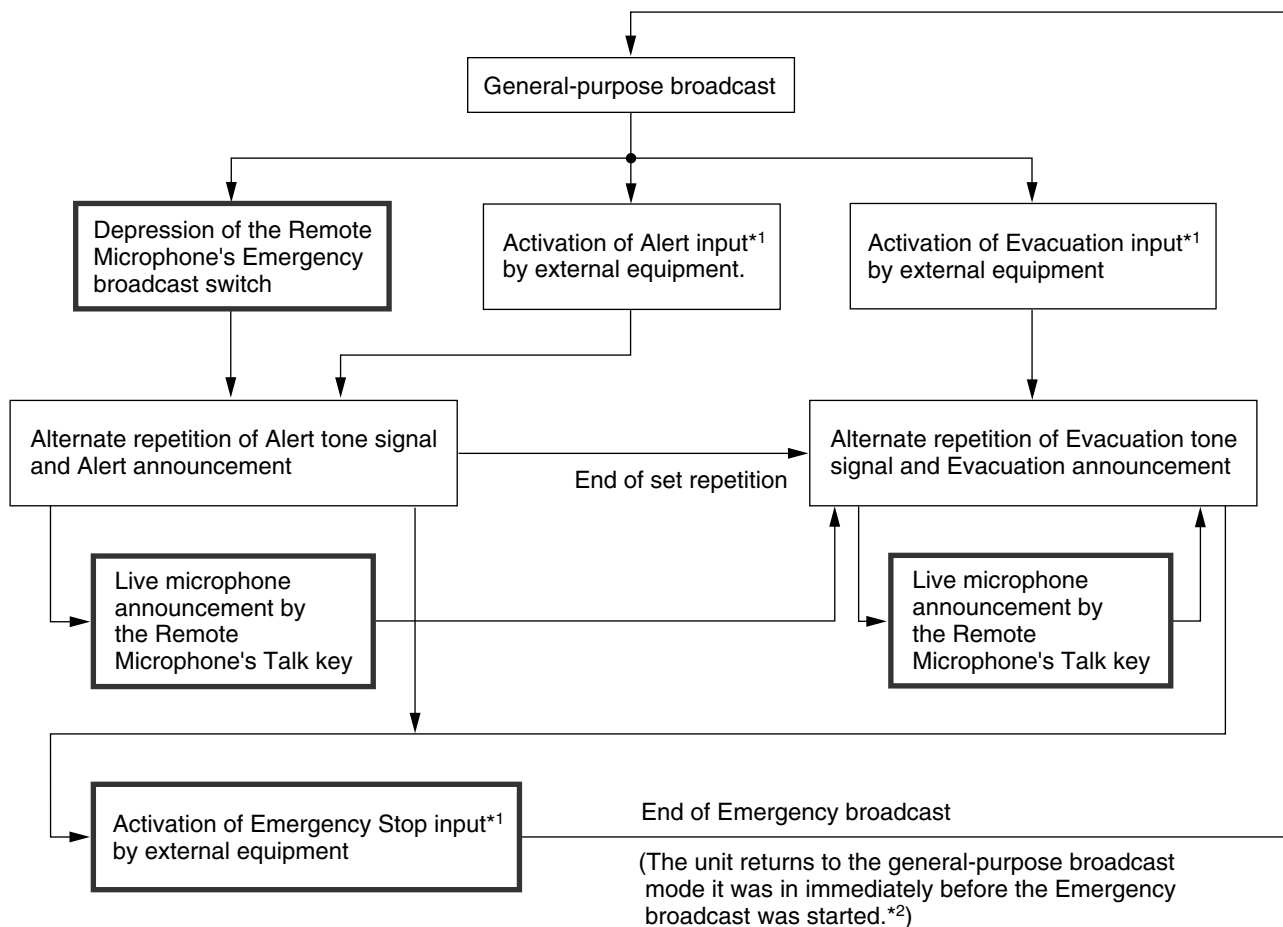 General-purpose broadcast
Depression of the Remote
Microphone's Emergency
broadcast switch
Activation of Alert input*1
by external equipment.
Activation of Evacuation input*1
by external equipment
Alternate repetition of Alert tone signal
and Alert announcement
End of set repetition
Alternate repetition of Evacuation tone
signal and Evacuation announcement
Live microphone
announcement by
the Remote
Microphone's Talk key
Live microphone
announcement by
the Remote
Microphone's Talk key
Activation of Emergency Stop input*1
by external equipment
End of Emergency broadcast
(The unit returns to the general-purpose broadcast
mode it was in immediately before the Emergency
broadcast was started.*2)